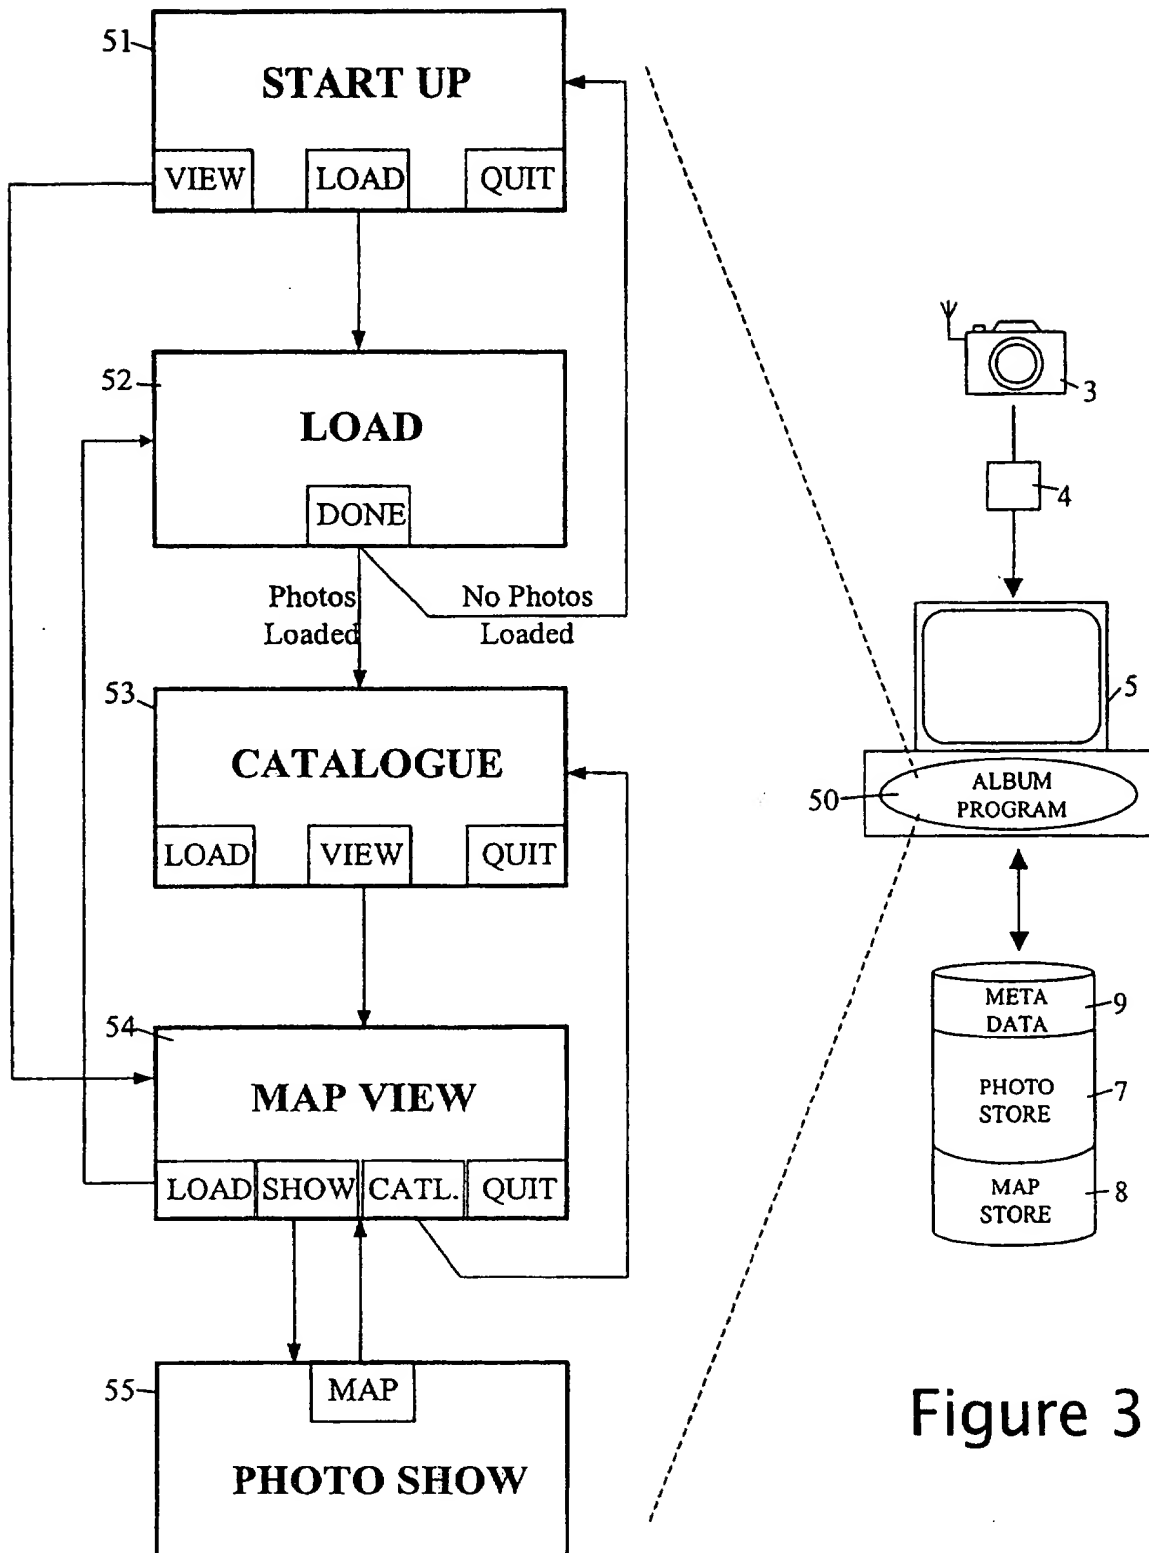 51
START UP
VIEW LOAD QUIT
52
LOAD
DONE
Photos
Loaded
No Photos
Loaded
53
CATALOGUE
LOAD VIEW QUIT
54
MAP VIEW
LOAD SHOW CATL. QUIT
55
MAP
PHOTO SHOW
3
4
5
50
ALBUM
PROGRAM
META
DATA
9
PHOTO
STORE
7
MAP
STORE
8
Figure 3